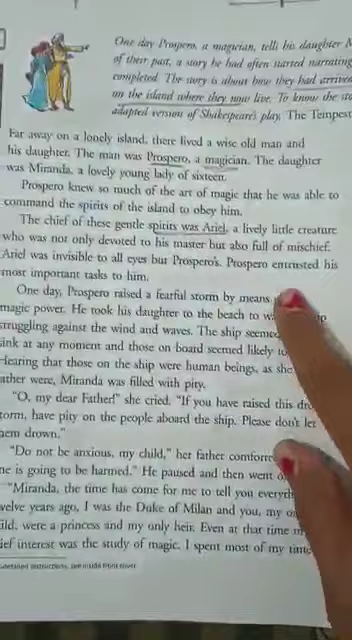 One day Prospero, a magician, tells his daughter
of their past, a story he had often started narrating
completed. The story is about how they had arrived
on the island where they now live. To know the
adapted version of Shakespeare's play, The Tempest
Far away on a lonely island, there lived a wise old man and
his daughter. The man was Prospero, a magician. The daughter
was Miranda, a lovely young lady of sixteen.
Prospero knew so much of the art of magic that he was able to
command the spirits of the island to obey him.
The chief of these gentle spirits was Ariel, a lively little creature
who was not only devoted to his master but also full of mischief.
Ariel was invisible to all eyes but Prospero's. Prospero entrusted his
most important tasks to him.
One day, Prospero raised a fearful storm by means
magic power. He took his daughter to the beach to
struggling against the wind and waves. The ship seemed
ink at any moment and those on board seemed likely
Hearing that those on the ship were human beings, as she
ather were, Miranda was filled with pity.
"O, my dear Father!" she cried. "If you have raised this
torm, have pity on the people aboard the ship. Please don't let
hem drown."
"Do not be anxious, my child," her father
ne is going to be harmed." He paused and then went
"Miranda, the time has come for me to tell you
welve years ago, I was the Duke of Milan and you, my
ild, were a princess and my only heir. Even at that time
ief interest was the study of magic. I spent most of my time
instructions, see inside front cover